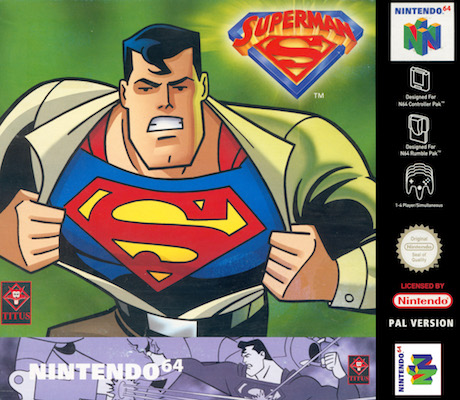 SUPERMAN
S
TM
S
TITUS
NINTENDO 64
TITUS
NINTENDO 64
N
Designed For
N64 Controller Pak™
Designed For
N64 Rumble Pak™
1-4 Player/Simultaneous
Original
Nintendo
Seal of
Quality
LICENSED BY
Nintendo
PAL VERSION
NINTENDO 64
N